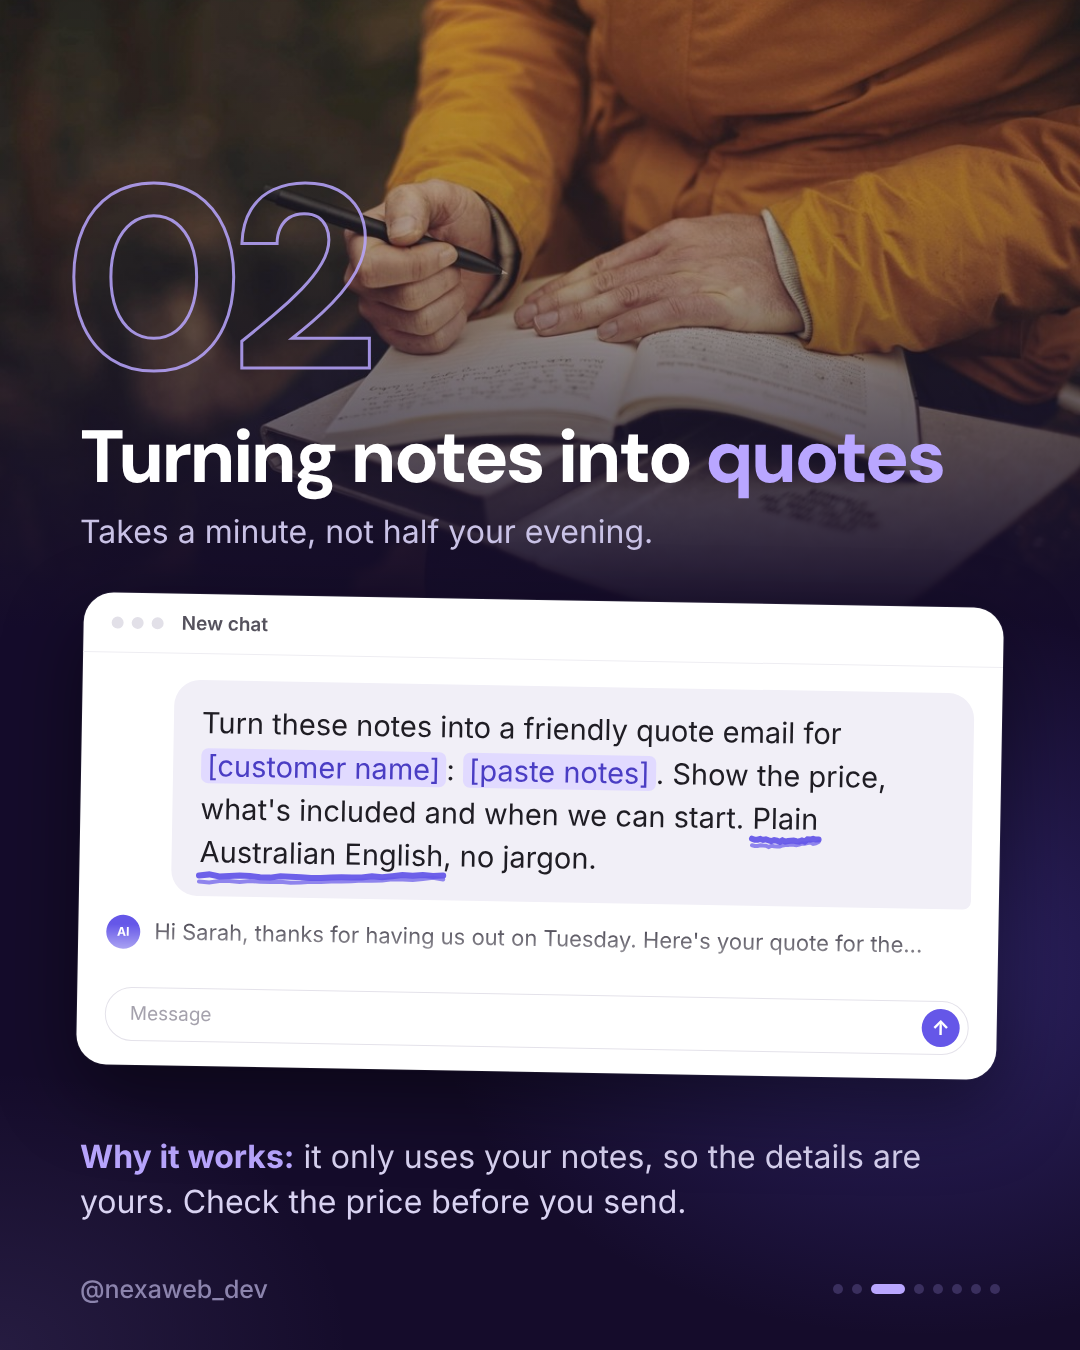 02
Turning notes into quotes
Takes a minute, not half your evening.
New chat
Turn these notes into a friendly quote email for
[customer name] : [paste notes] . Show the price,
what's included and when we can start. Plain
Australian English, no jargon.
AI Hi Sarah, thanks for having us out on Tuesday. Here's your quote for the...
Message
Why it works: it only uses your notes, so the details are
yours. Check the price before you send.
@nexaweb_dev